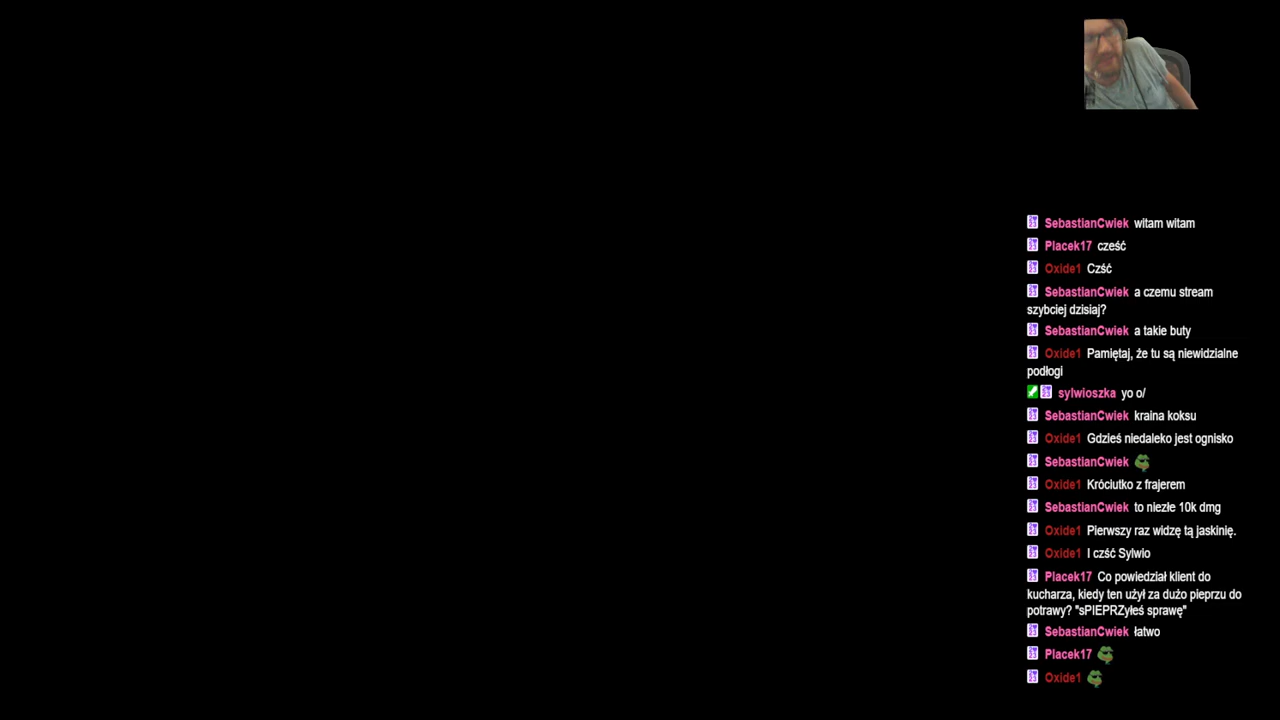 SebastianCwiek witam witam
Placek17 cześć
Oxide1 Czść
SebastianCwiek a czemu stream
szybciej dzisiaj?
SebastianCwiek a takie buty
Oxide1 Pamiętaj, że tu są niewidzialne
podłogi
sylwioszka yo o/
SebastianCwiek kraina koksu
Oxide1 Gdzieś niedaleko jest ognisko
SebastianCwiek
Oxide1 Króciutko z frajerem
SebastianCwiek to niezłe 10k dmg
Oxide1 Pierwszy raz widzę tą jaskinię.
Oxide1 I czść Sylwio
Placek17 Co powiedział klient do
kucharza, kiedy ten użył za dużo pieprzu do
potrawy? "sPIEPRZyłeś sprawę"
SebastianCwiek łatwo
Placek17
Oxide1